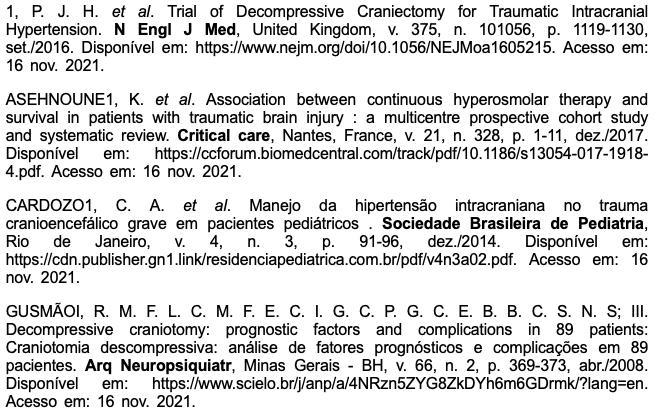 1, P. J. H. et al. Trial of Decompressive Craniectomy for Traumatic Intracranial
Hypertension. N Engl J Med, United Kingdom, v. 375, n. 101056, p. 1119-1130,
set./2016. Disponível em: https://www.nejm.org/doi/10.1056/NEJMoa1605215. Acesso em:
16 nov. 2021.
ASEHNOUNE1, K. et al. Association between continuous hyperosmolar therapy and
survival in patients with traumatic brain injury : a multicentre prospective cohort study
and systematic review. Critical care, Nantes, France, v. 21, n. 328, p. 1-11, dez./2017.
Disponível em: https://ccforum.biomedcentral.com/track/pdf/10.1186/s13054-017-1918-
4.pdf. Acesso em: 16 nov. 2021.
CARDOZO1, C. A. et al. Manejo da hipertensão intracraniana no trauma
cranioencefálico grave em pacientes pediátricos . Sociedade Brasileira de Pediatria,
Rio de Janeiro, v. 4, n. 3, p. 91-96, dez./2014. Disponível em:
https://cdn.publisher.gn1.link/residenciapediatrica.com.br/pdf/v4n3a02.pdf. Acesso em: 16
nov. 2021.
GUSMÃOI, R. M. F. L. C. M. F. E. C. I. G. C. P. G. C. E. B. B. C. S. N. S; III.
Decompressive craniotomy: prognostic factors and complications in 89 patients:
Craniotomia descompressiva: análise de fatores prognósticos e complicações em 89
pacientes. Arq Neuropsiquiatr, Minas Gerais - BH, v. 66, n. 2, p. 369-373, abr./2008.
Disponível em: https://www.scielo.br/j/anp/a/4NRzn5ZYG8ZkDYh6m6GDrmk/?lang=en.
Acesso em: 16 nov. 2021.